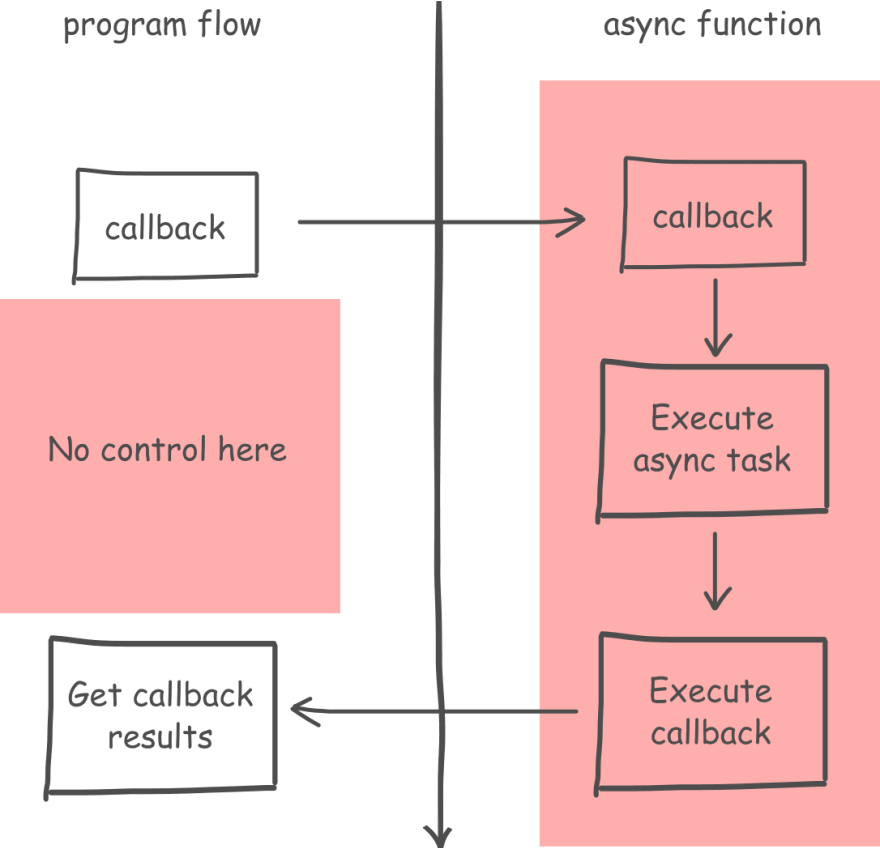 program flow
async function
callback
callback
No control here
Execute
async task
Get callback
results
Execute
callback